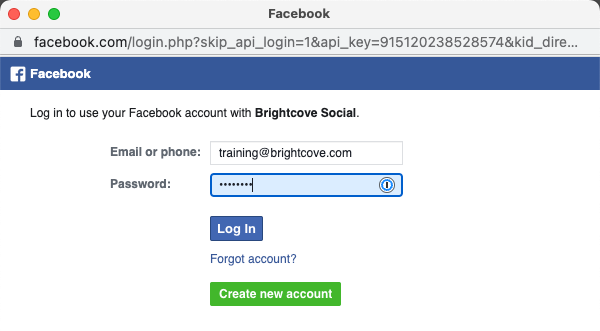 Facebook
facebook.com/login.php?skip_api_login=1&api_key=915120238528574&kid_dire...
Facebook
Log in to use your Facebook account with Brightcove Social.
Email or phone: training@brightcove.com
Password: ••••••••
Log In
Forgot account?
Create new account